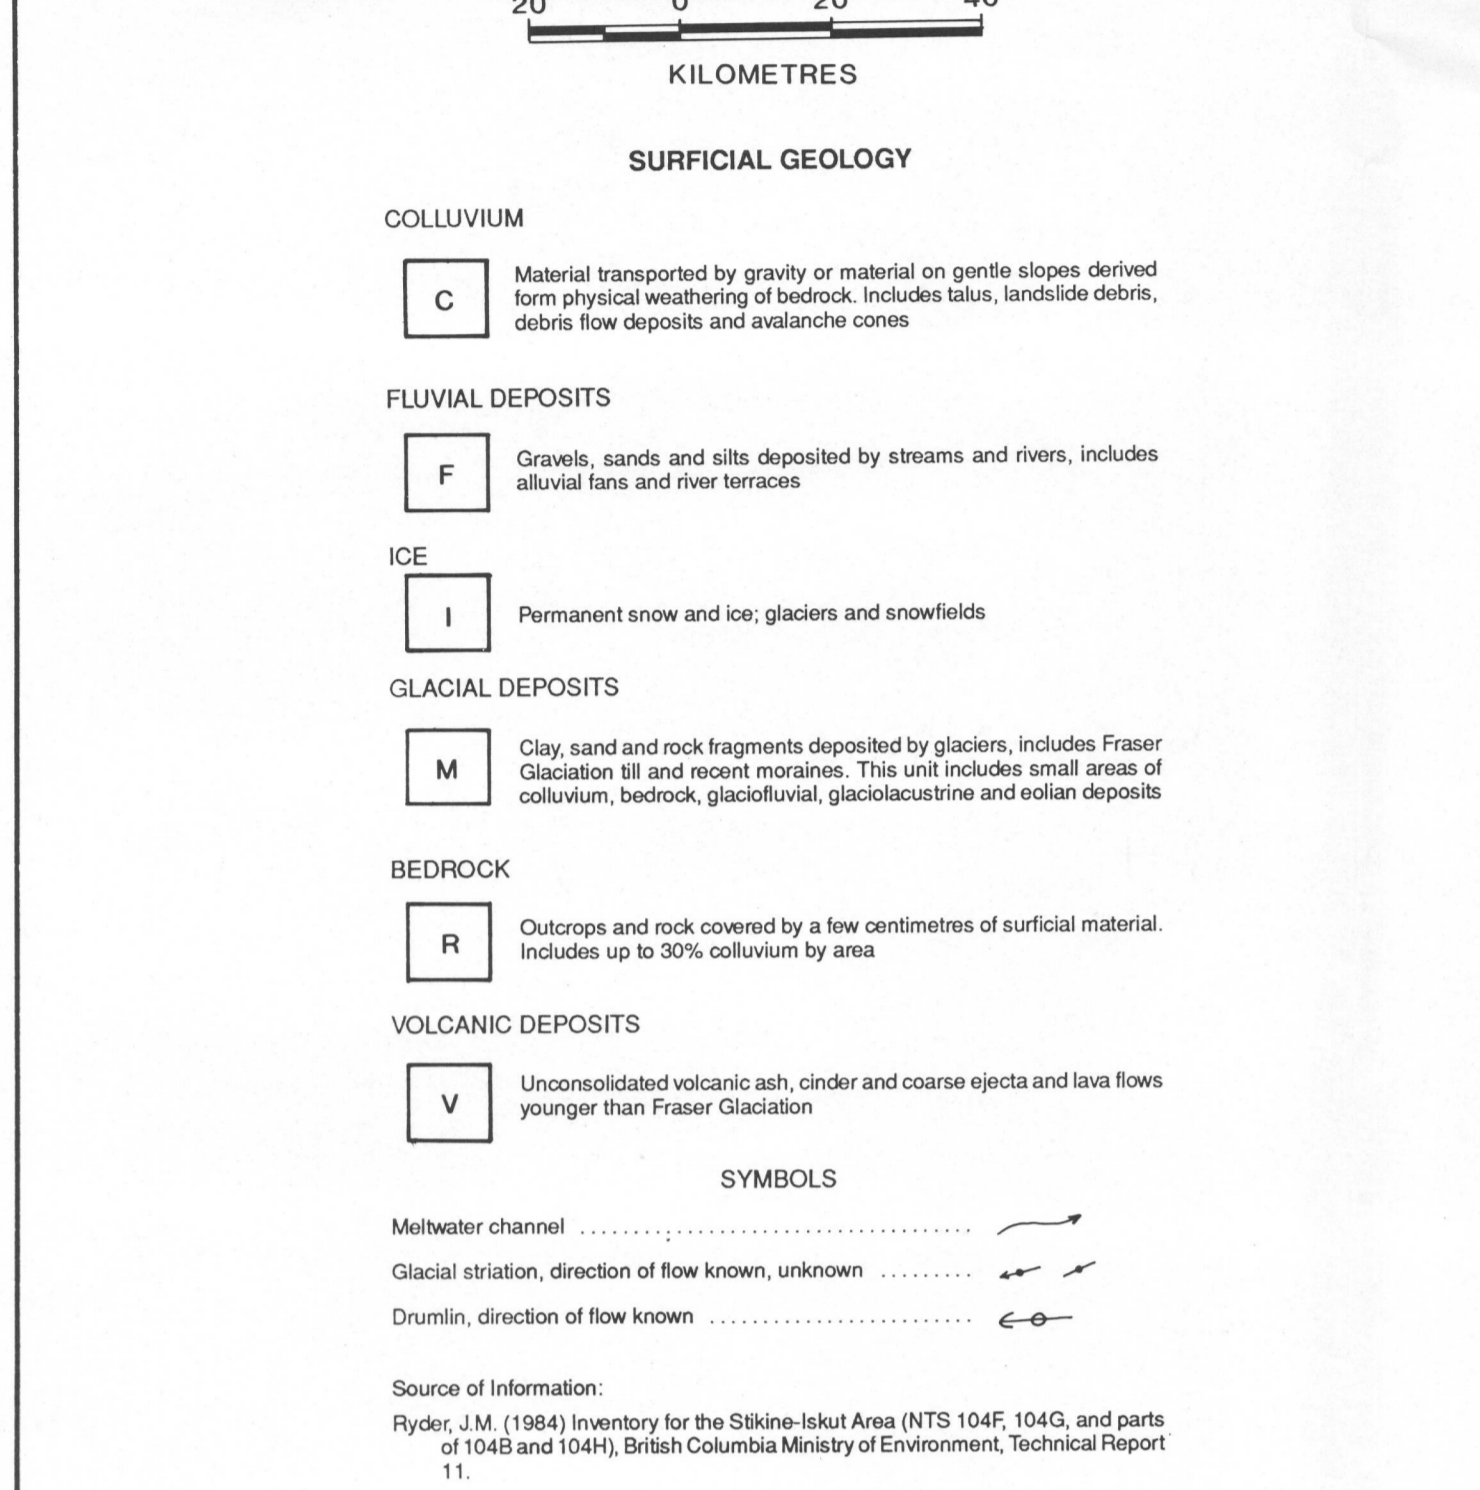 20 0 20 40
KILOMETRES
SURFICIAL GEOLOGY
COLLUVIUM
C
Material transported by gravity or material on gentle slopes derived
form physical weathering of bedrock. Includes talus, landslide debris,
debris flow deposits and avalanche cones
FLUVIAL DEPOSITS
F
Gravels, sands and silts deposited by streams and rivers, includes
alluvial fans and river terraces
ICE
I
Permanent snow and ice; glaciers and snowfields
GLACIAL DEPOSITS
M
Clay, sand and rock fragments deposited by glaciers, includes Fraser
Glaciation till and recent moraines. This unit includes small areas of
colluvium, bedrock, glaciofluvial, glaciolacustrine and eolian deposits
BEDROCK
R
Outcrops and rock covered by a few centimetres of surficial material.
Includes up to 30% colluvium by area
VOLCANIC DEPOSITS
V
Unconsolidated volcanic ash, cinder and coarse ejecta and lava flows
younger than Fraser Glaciation
SYMBOLS
Meltwater channel ....................................
Glacial striation, direction of flow known, unknown .........
Drumlin, direction of flow known ........................
Source of Information:
Ryder, J.M. (1984) Inventory for the Stikine-Iskut Area (NTS 104F, 104G, and parts
of 104B and 104H), British Columbia Ministry of Environment, Technical Report
11.